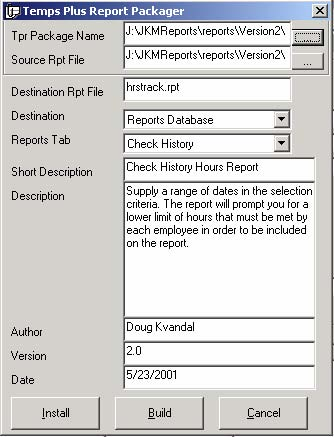 Temps Plus Report Packager
Tpr Package Name J:\JKMReports\reports\Version2\ ...
Source Rpt File J:\JKMReports\reports\Version2\ ...
Destination Rpt File hrstrack.rpt
Destination Reports Database
Reports Tab Check History
Short Description Check History Hours Report
Description Supply a range of dates in the selection
criteria. The report will prompt you for a
lower limit of hours that must be met by
each employee in order to be included
on the report.
Author Doug Kvandal
Version 2.0
Date 5/23/2001
Install Build Cancel